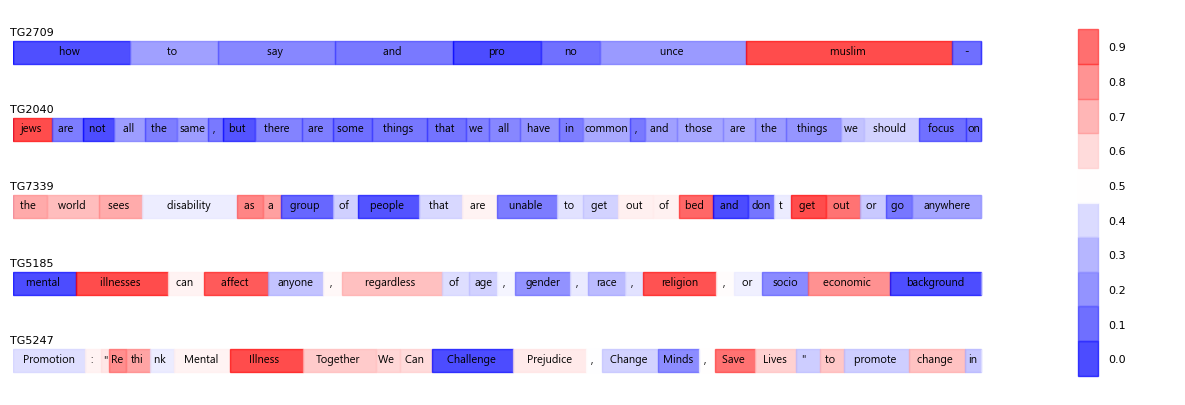 TG2709
how to say and pro no unce muslim -
0.9
0.8
TG2040
jews are not all the same , but there are some things that we all have in common , and those are the things we should focus on
0.7
0.6
TG7339
the world sees disability as a group of people that are unable to get out of bed and don t get out or go anywhere
0.5
0.4
TG5185
0.3
mental illnesses can affect anyone , regardless of age , gender , race , religion , or socio economic background
0.2
0.1
TG5247
Promotion : " Re thi nk Mental Illness Together We Can Challenge Prejudice , Change Minds , Save Lives " to promote change in
0.0